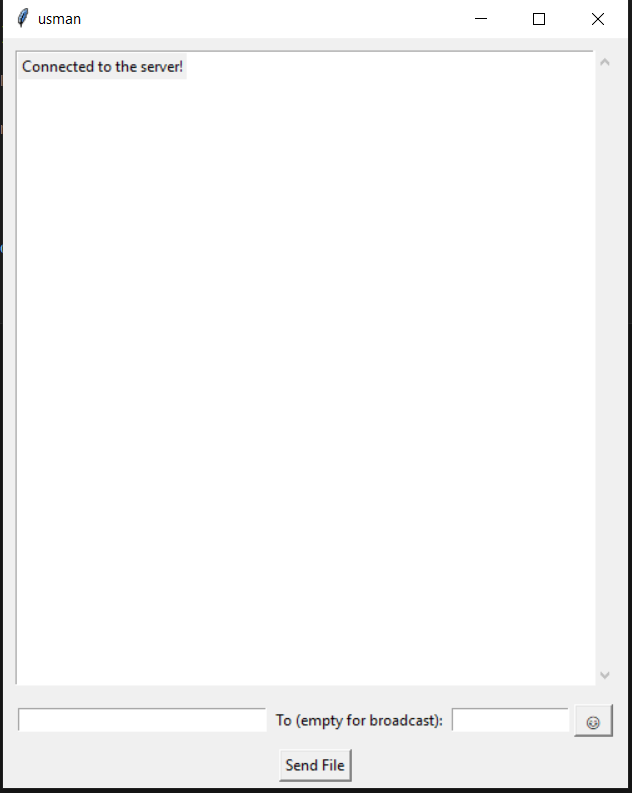 usman
Connected to the server!
To (empty for broadcast):
☺
Send File